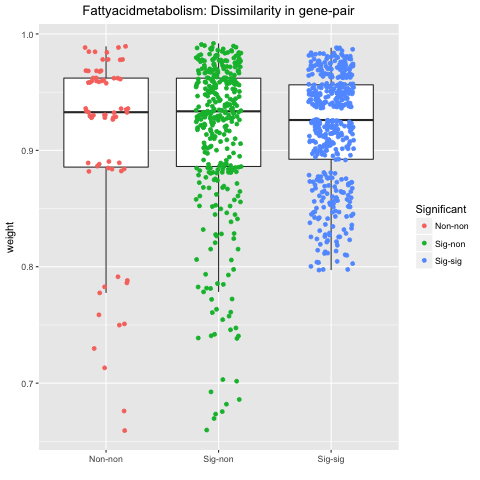 Fattyacidmetabolism: Dissimilarity in gene-pair
1.0
0.9
0.8
0.7
weight
Non-non
Sig-non
Sig-sig
Significant
Non-non
Sig-non
Sig-sig